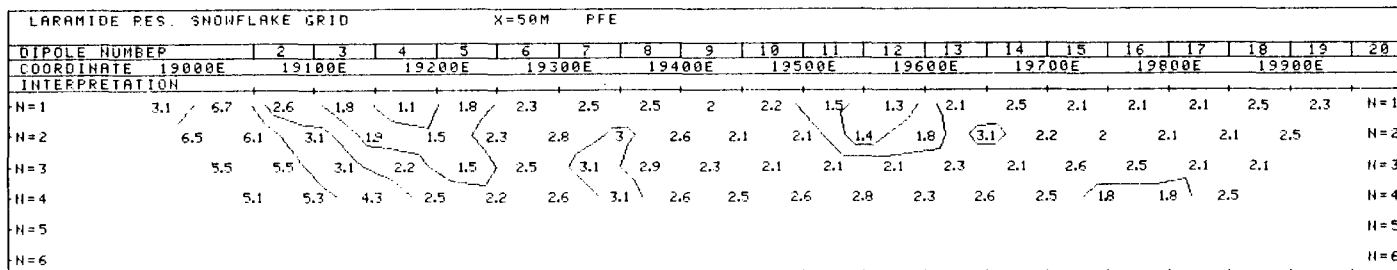 LARAMIDE RES. SNOWFLAKE GRID X=50M PFE
DIPOLE NUMBER 2 3 4 5 6 7 8 9 10 11 12 13 14 15 16 17 18 19 20
COORDINATE 19000E 19100E 19200E 19300E 19400E 19500E 19600E 19700E 19800E 19900E
INTERPRETATION
N=1 3.1 6.7 2.6 1.8 1.1 1.8 2.3 2.5 2.5 2 2.2 1.5 1.3 2.1 2.5 2.1 2.1 2.1 2.5 2.3 N=1
N=2 6.5 6.1 3.1 1.9 1.5 2.3 2.8 3 2.6 2.1 2.1 1.4 1.8 3.1 2.2 2 2.1 2.1 2.5 N=2
N=3 5.5 5.5 3.1 2.2 1.5 2.5 3.1 2.9 2.3 2.1 2.1 2.1 2.3 2.1 2.6 2.5 2.1 2.1 N=3
N=4 5.1 5.3 4.3 2.5 2.2 2.6 3.1 2.6 2.5 2.6 2.8 2.3 2.6 2.5 1.8 1.8 2.5 N=4
N=5 N=5
N=6 N=6